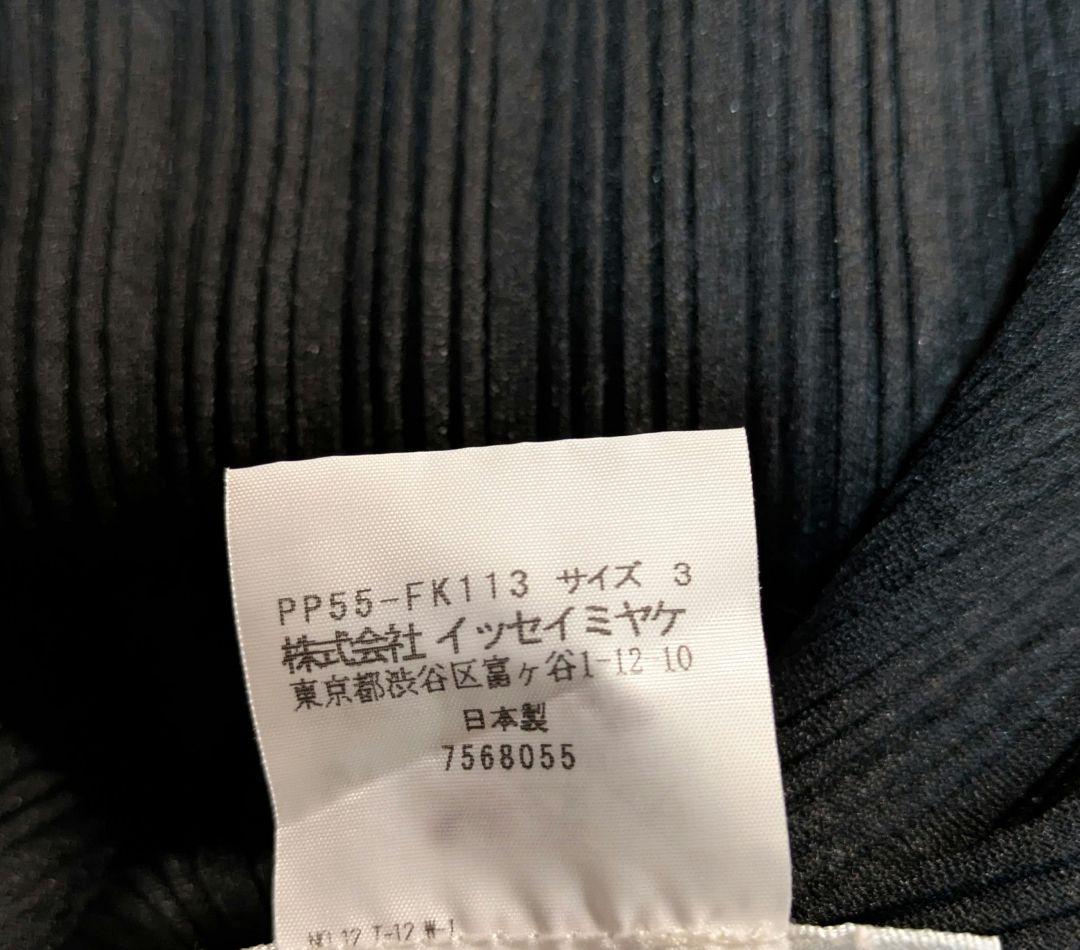 PP55-FK113 サイズ 3
株式会社 イッセイミヤケ
東京都渋谷区富ヶ谷1-12-10
日本製
7568055